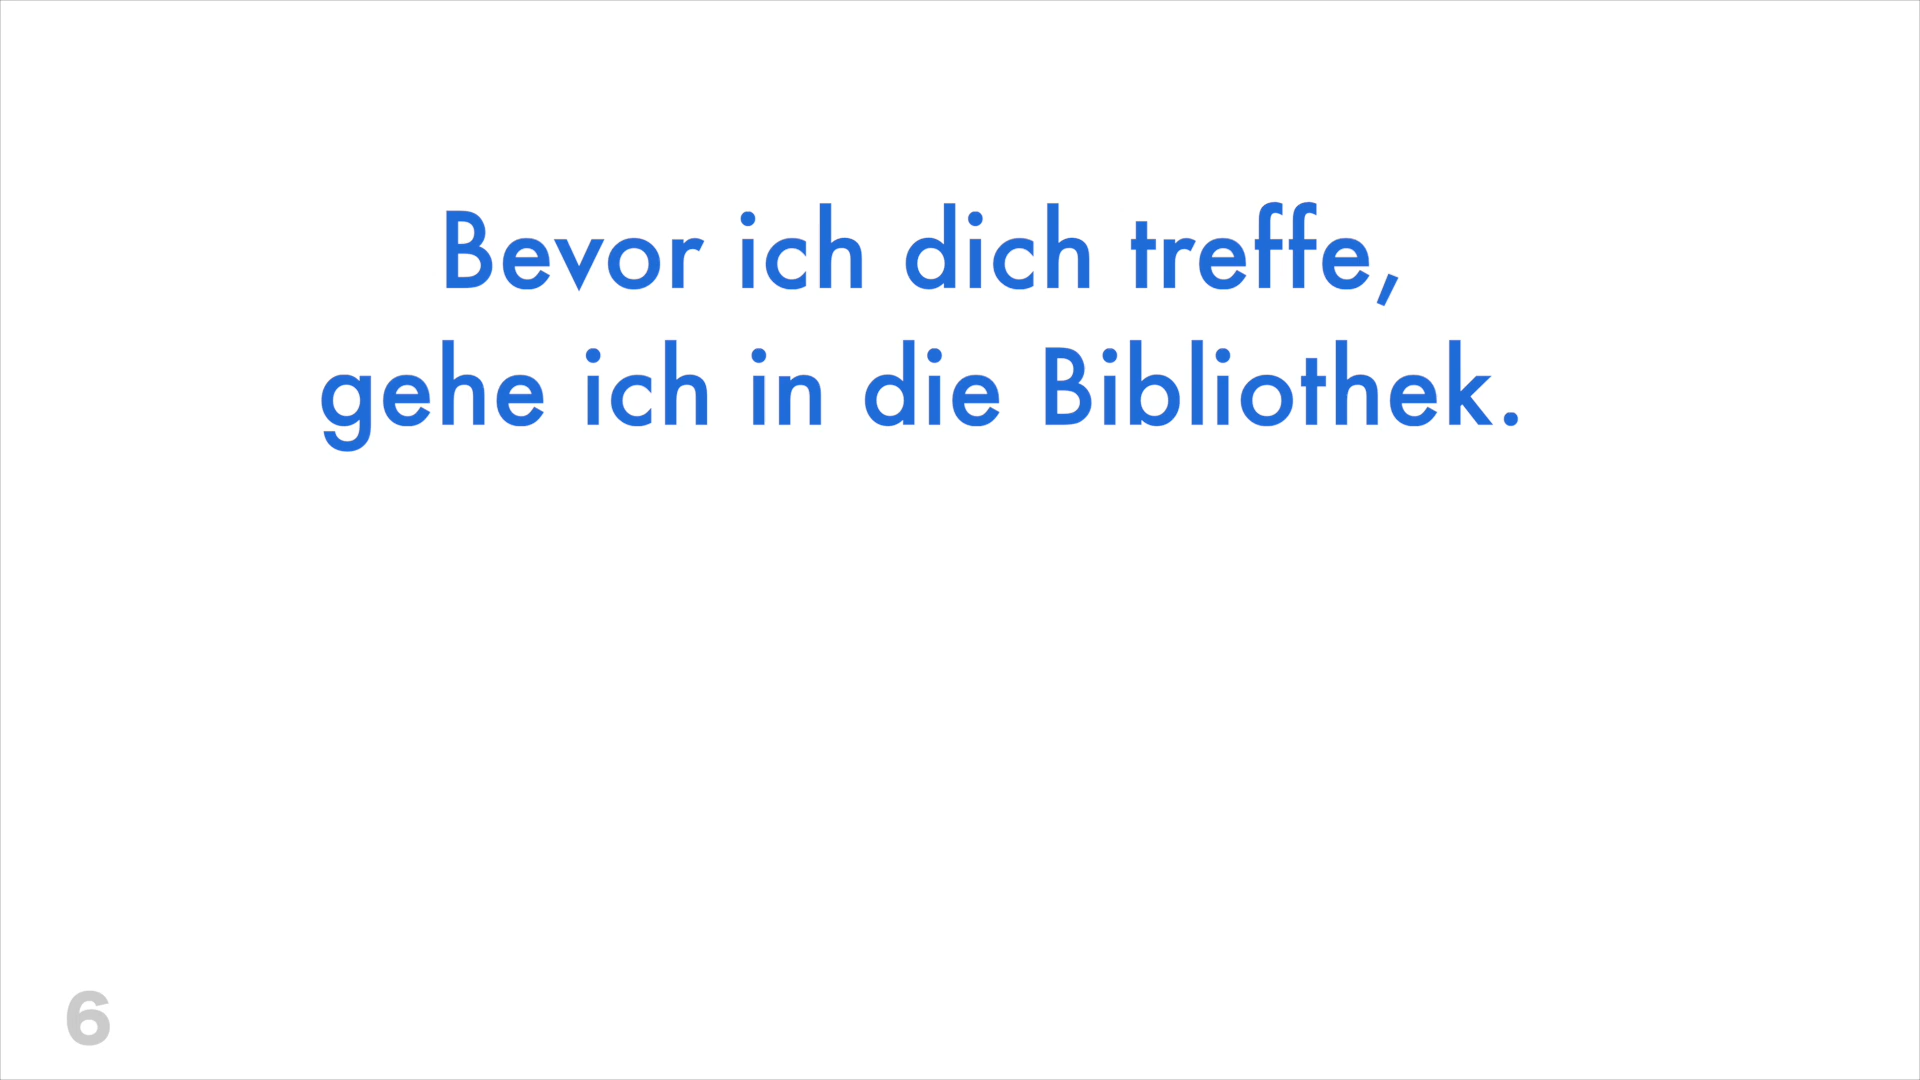 Bevor ich dich treffe,
gehe ich in die Bibliothek.
6